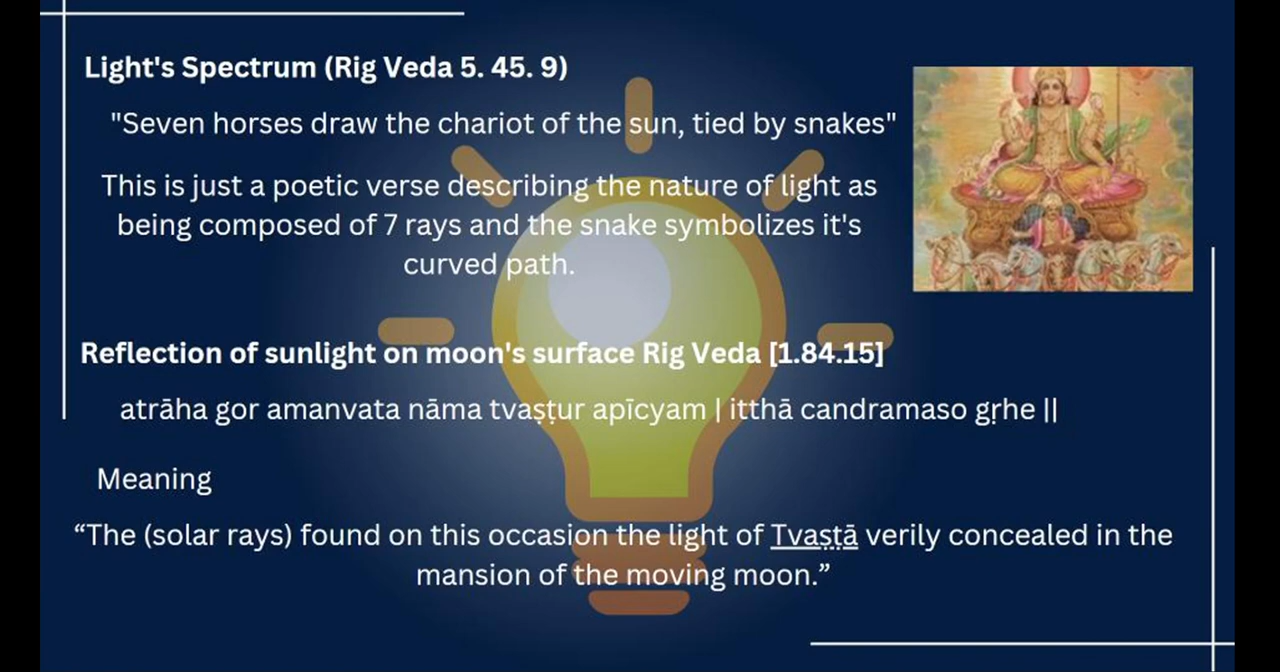 Light's Spectrum (Rig Veda 5. 45. 9)
"Seven horses draw the chariot of the sun, tied by snakes"
This is just a poetic verse describing the nature of light as
being composed of 7 rays and the snake symbolizes it's
curved path.
Reflection of sunlight on moon's surface Rig Veda [1.84.15]
atrāha gor amanvata nāma tvaṣṭur apīcyam | itthā candramaso gṛhe ||
Meaning
“The (solar rays) found on this occasion the light of Tvaṣṭā verily concealed in the
mansion of the moving moon.”